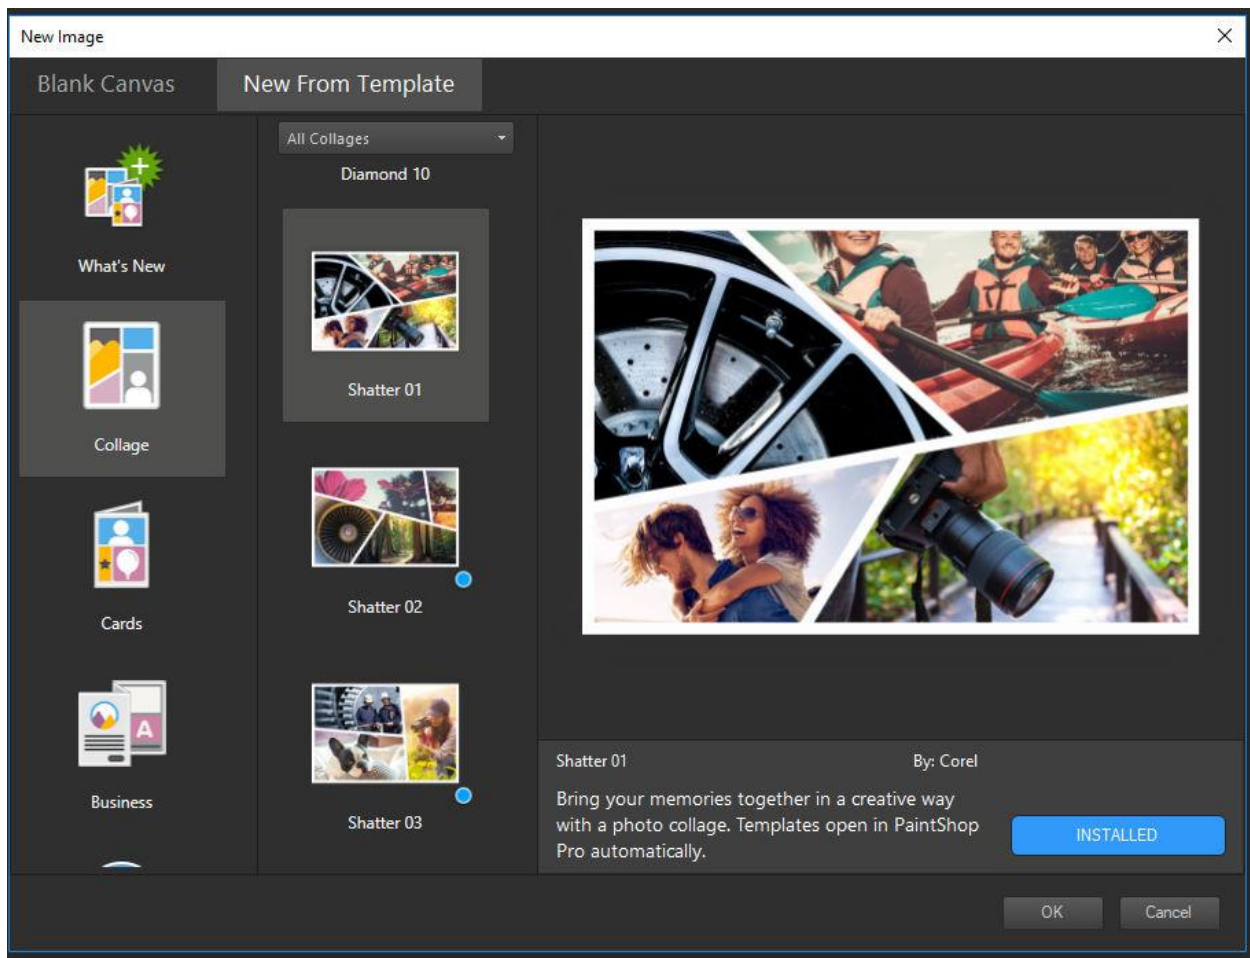 New Image
Blank Canvas
New From Template
What's New
Collage
Cards
Business
All Collages
Diamond 10
Shatter 01
Shatter 02
Shatter 03
Shatter 01
By: Corel
Bring your memories together in a creative way
with a photo collage. Templates open in PaintShop
Pro automatically.
INSTALLED
OK
Cancel